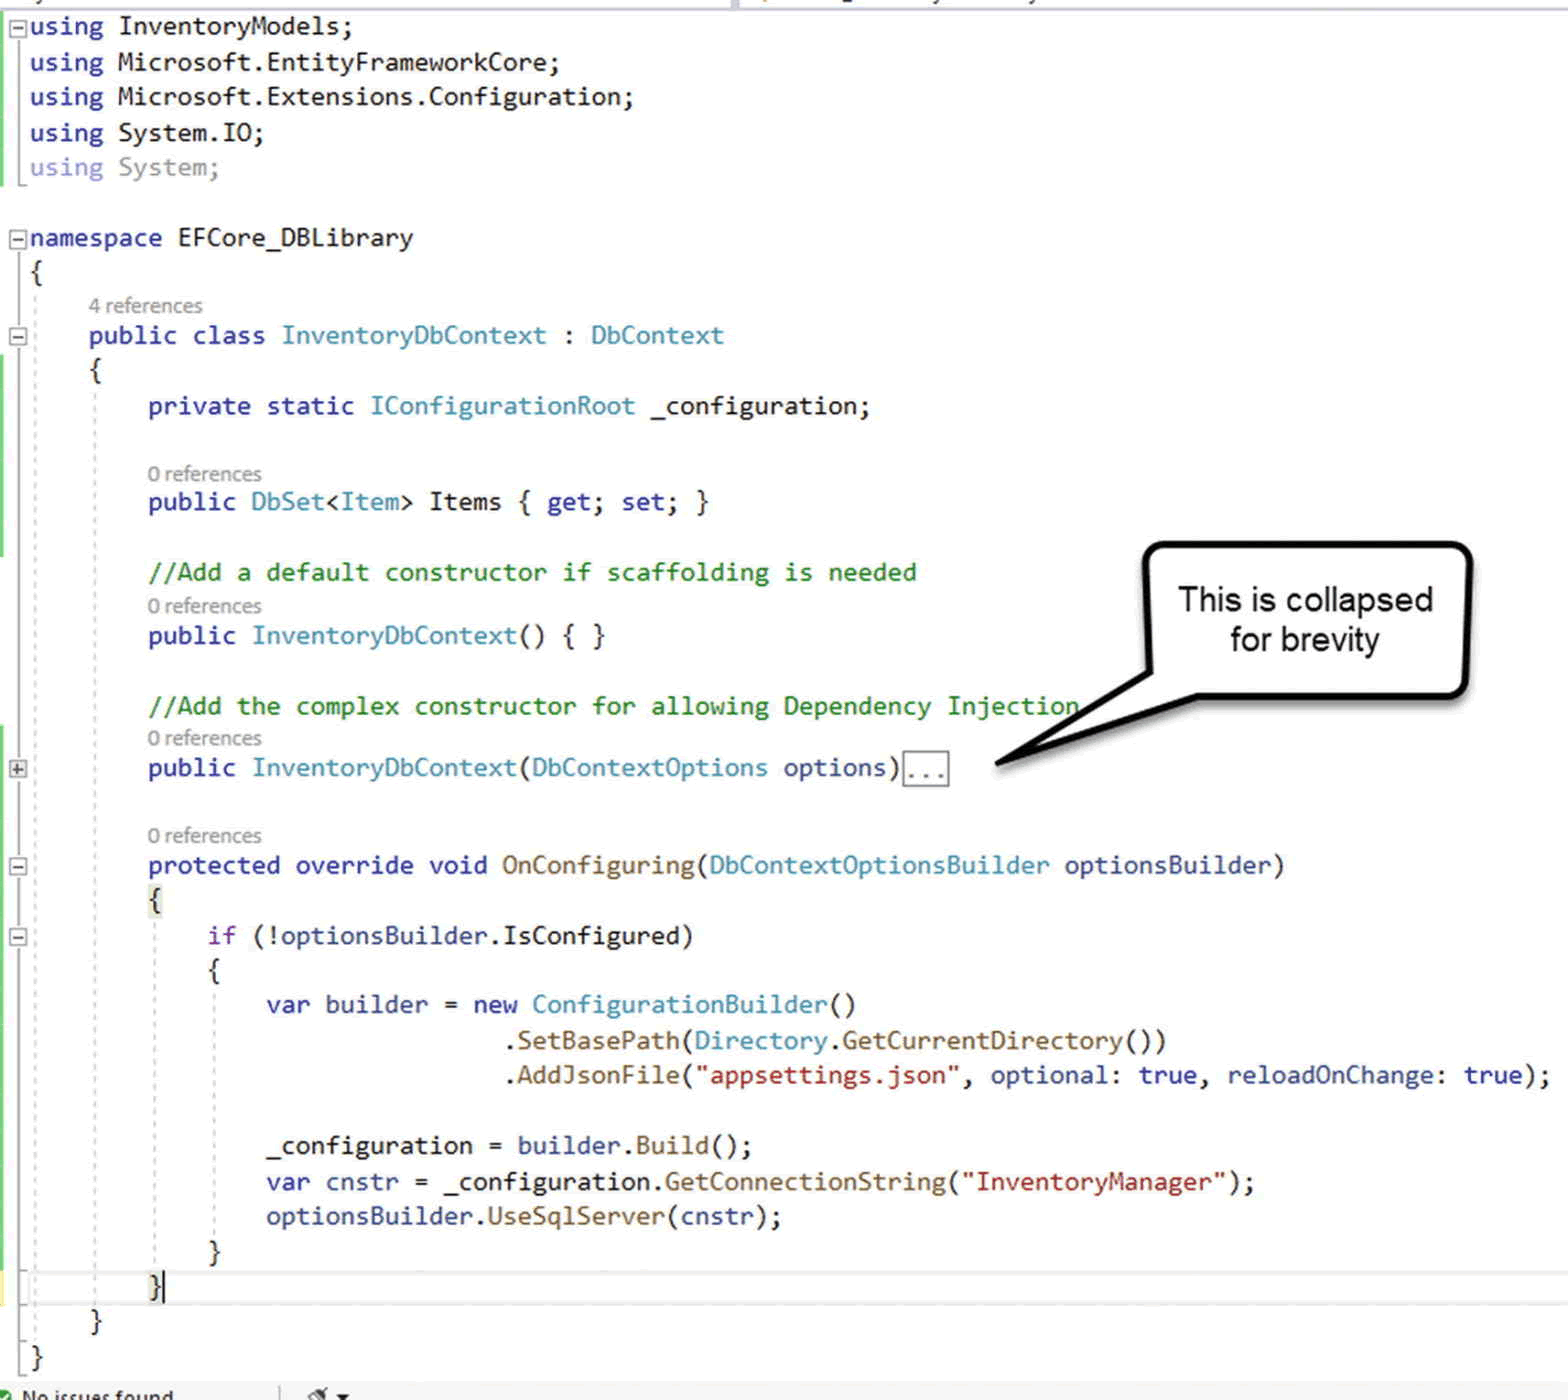 using InventoryModels;
using Microsoft.EntityFrameworkCore;
using Microsoft.Extensions.Configuration;
using System.IO;
using System;
namespace EFCore_DBLibrary
{
4 references
public class InventoryDbContext : DbContext
{
private static IConfigurationRoot _configuration;
0 references
public DbSet<Item> Items { get; set; }
//Add a default constructor if scaffolding is needed
0 references
public InventoryDbContext() { }
This is collapsed
for brevity
//Add the complex constructor for allowing Dependency Injection
0 references
public InventoryDbContext(DbContextOptions options)...
0 references
protected override void OnConfiguring(DbContextOptionsBuilder optionsBuilder)
{
if (!optionsBuilder.IsConfigured)
{
var builder = new ConfigurationBuilder()
.SetBasePath(Directory.GetCurrentDirectory())
.AddJsonFile("appsettings.json", optional: true, reloadOnChange: true);
_configuration = builder.Build();
var cnstr = _configuration.GetConnectionString("InventoryManager");
optionsBuilder.UseSqlServer(cnstr);
}
}
}
}
No issues found